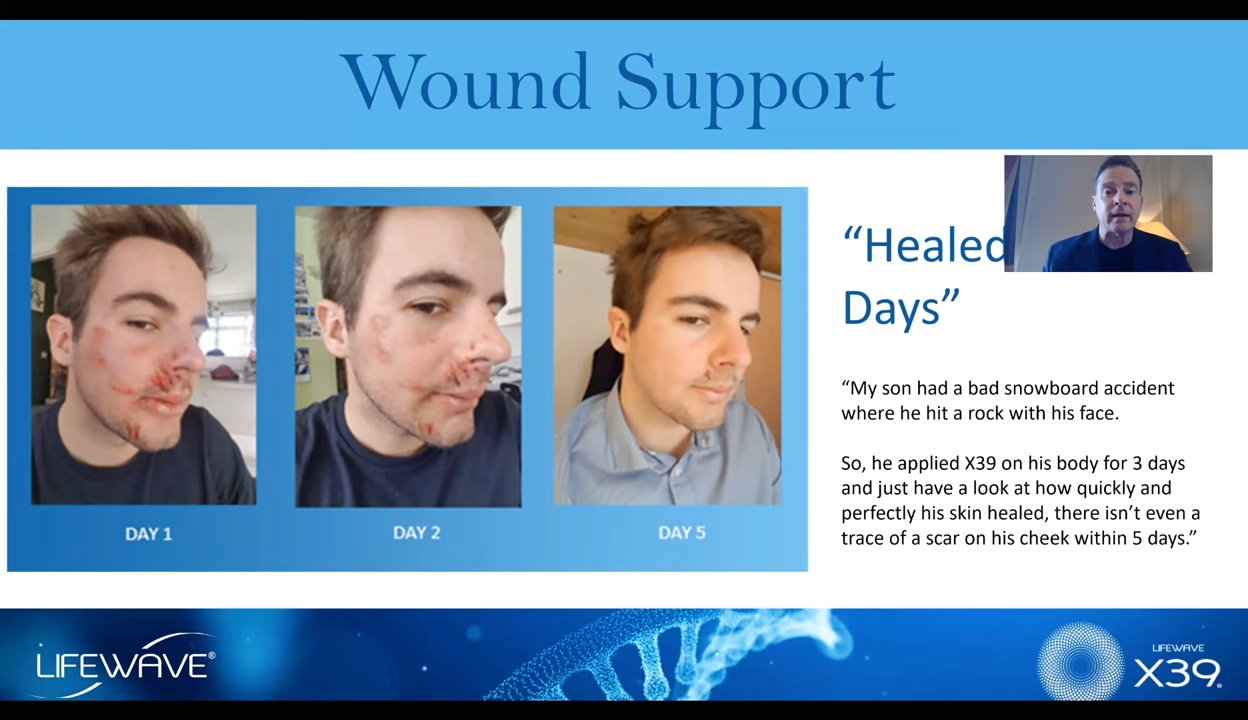 Wound Support
“Healed
Days”
“My son had a bad snowboard accident
where he hit a rock with his face.
So, he applied X39 on his body for 3 days
and just have a look at how quickly and
perfectly his skin healed, there isn’t even a
trace of a scar on his cheek within 5 days.”
DAY 1
DAY 2
DAY 5
LIFEWAVE®
LIFEWAVE
X39®